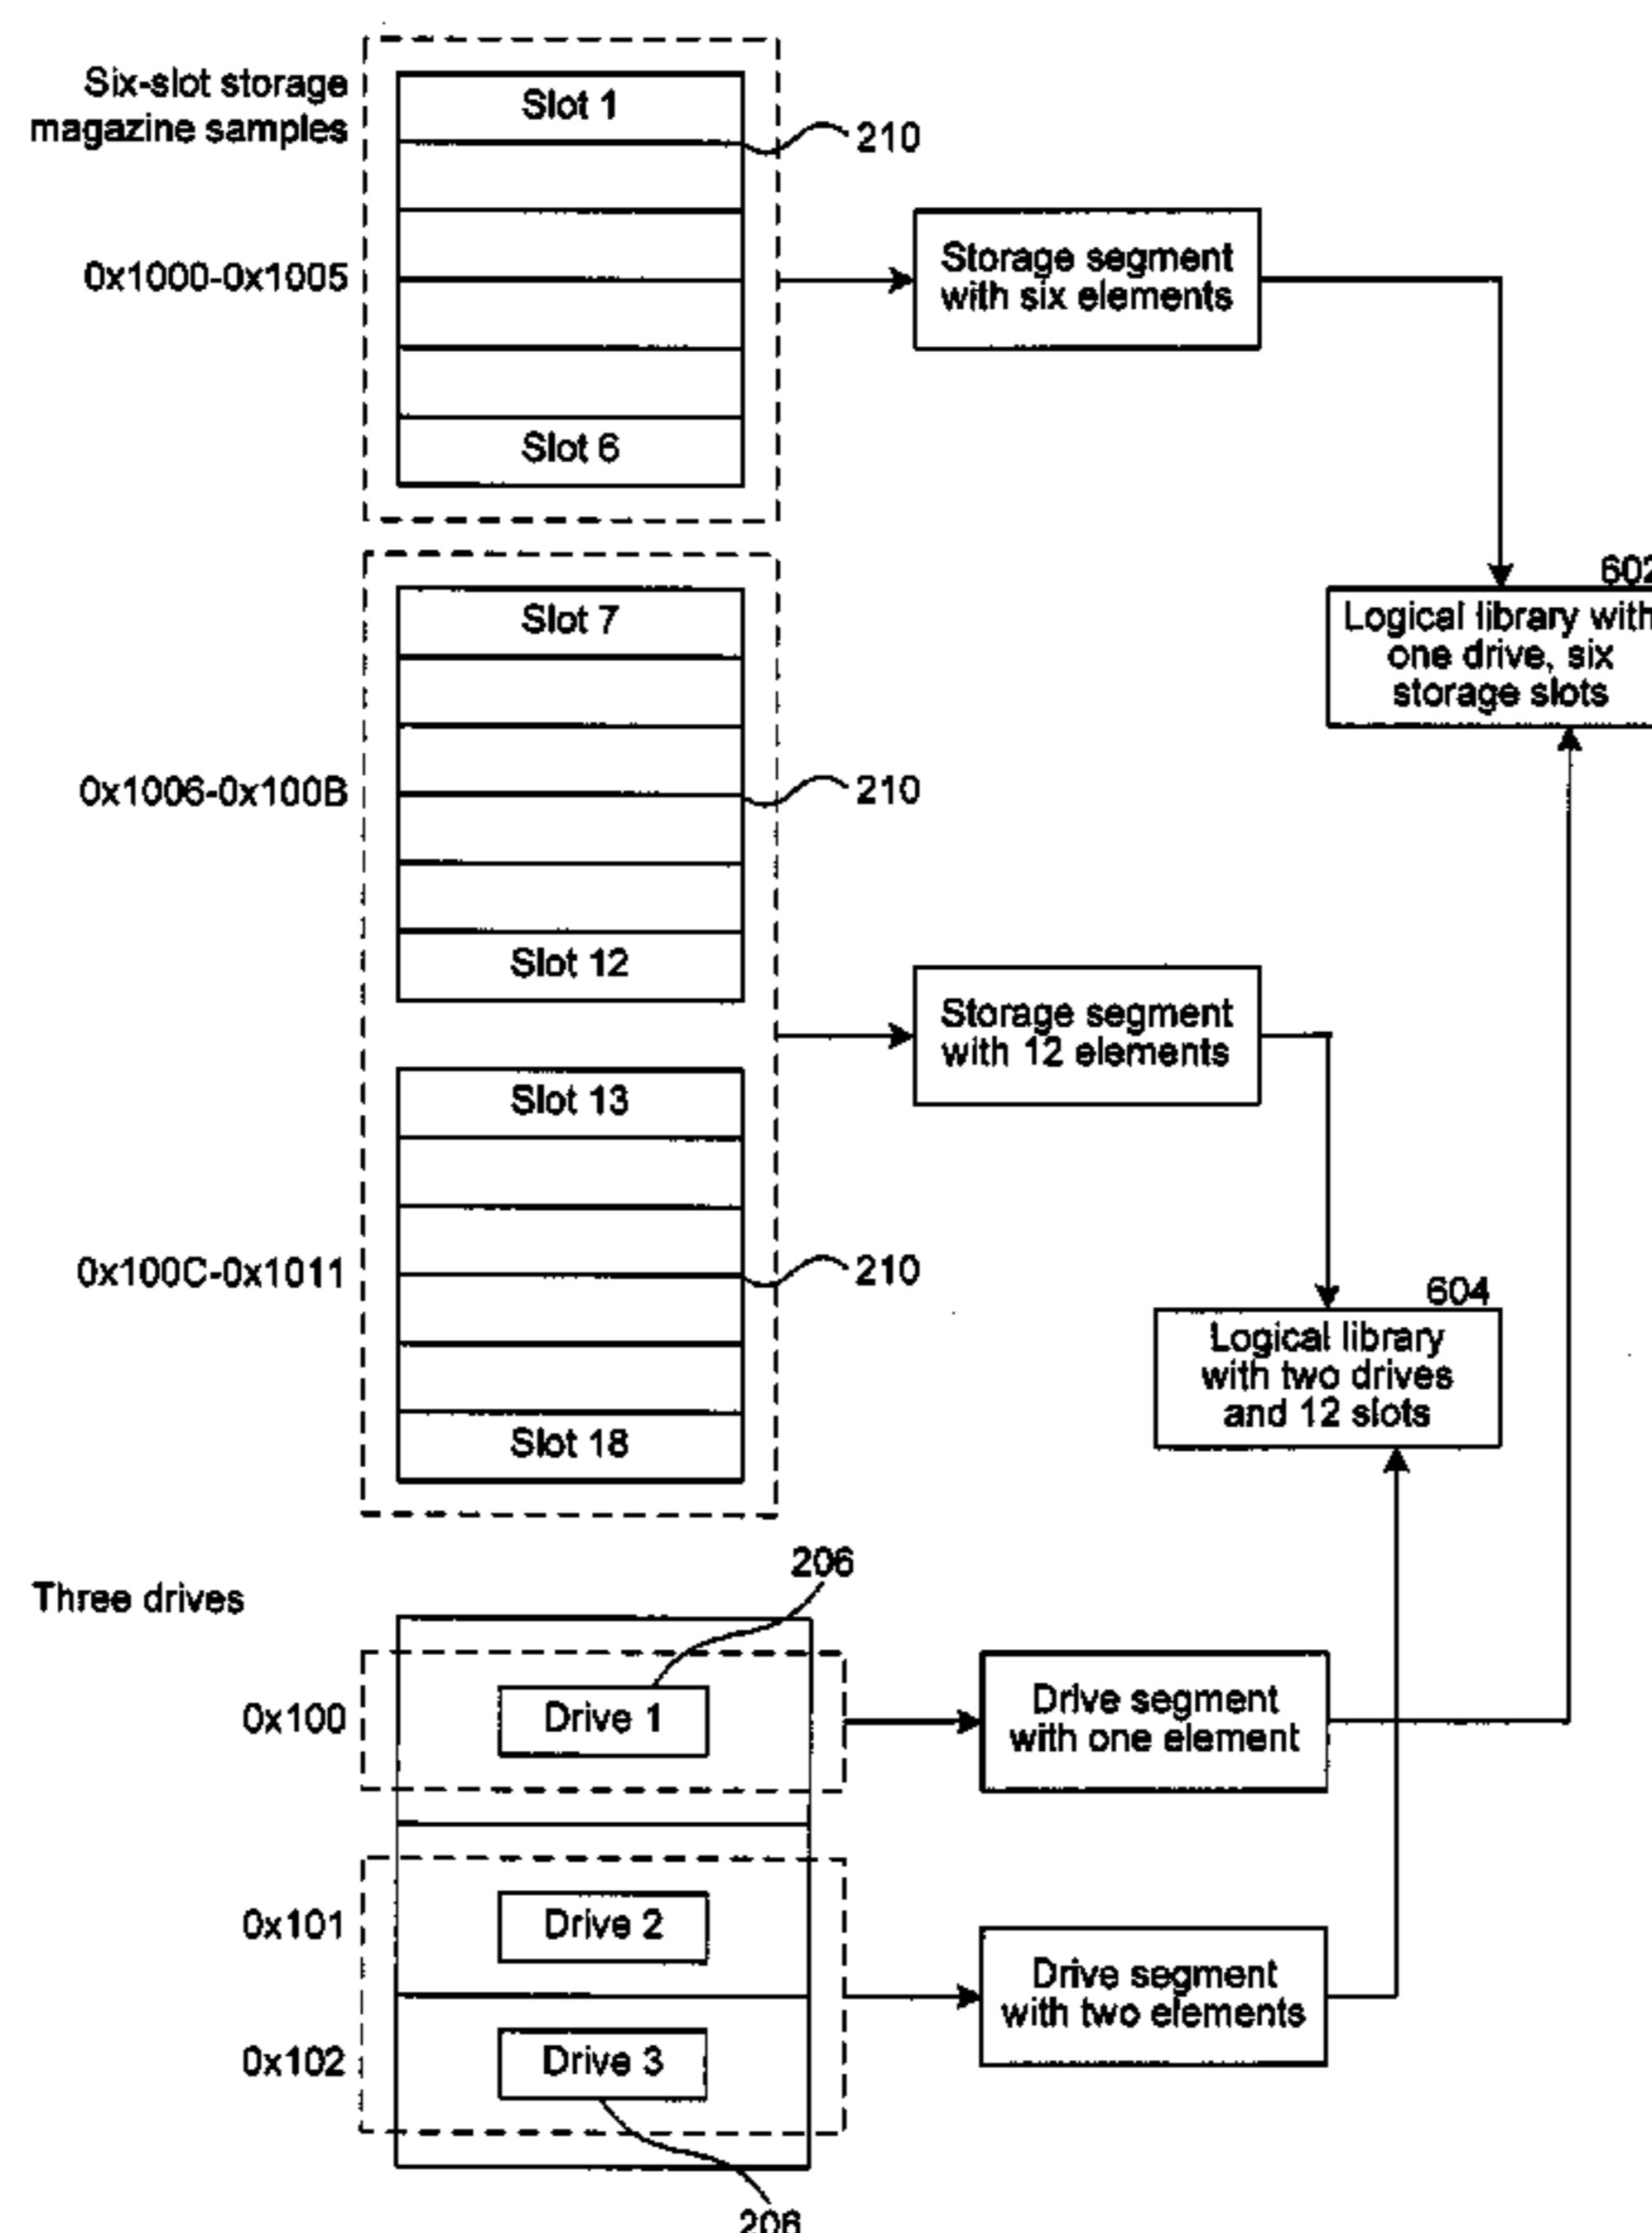 Six-slot storage
magazine samples
Slot 1
210
0x1000-0x1005
Storage segment
with six elements
Slot 6
602
Logical library with
one drive, six
storage slots
Slot 7
0x1006-0x100B
210
Slot 12
Storage segment
with 12 elements
Slot 13
0x100C-0x1011
210
604
Logical library
with two drives
and 12 slots
Slot 18
206
Three drives
0x100
Drive 1
Drive segment
with one element
0x101
Drive 2
Drive segment
with two elements
0x102
Drive 3
206